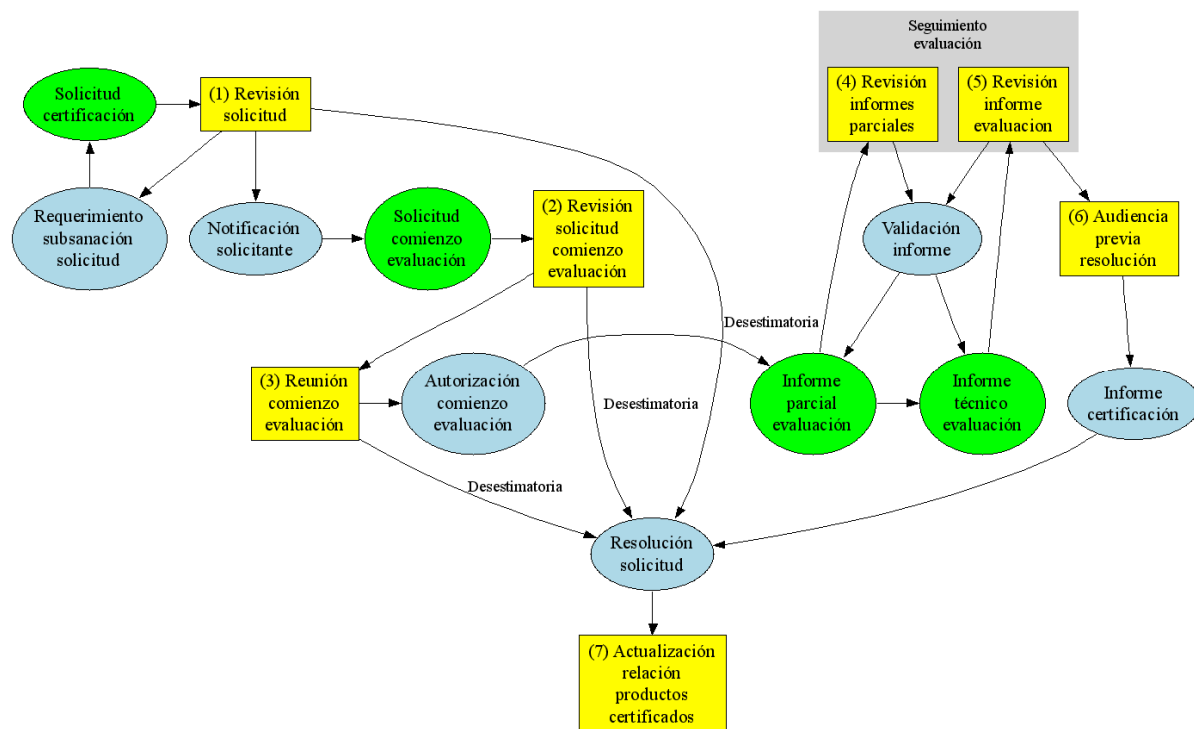 Seguimiento
evaluación
Solicitud
certificación
(1) Revisión
solicitud
(4) Revisión
informes
parciales
(5) Revisión
informe
evaluacion
Requerimiento
subsanación
solicitud
Notificación
solicitante
Solicitud
comienzo
evaluación
(2) Revisión
solicitud
comienzo
evaluación
Validación
informe
(6) Audiencia
previa
resolución
Desestimatoria
(3) Reunión
comienzo
evaluación
Autorización
comienzo
evaluación
Desestimatoria
Informe
parcial
evaluación
Informe
técnico
evaluación
Informe
certificación
Desestimatoria
Resolución
solicitud
(7) Actualización
relación
productos
certificados